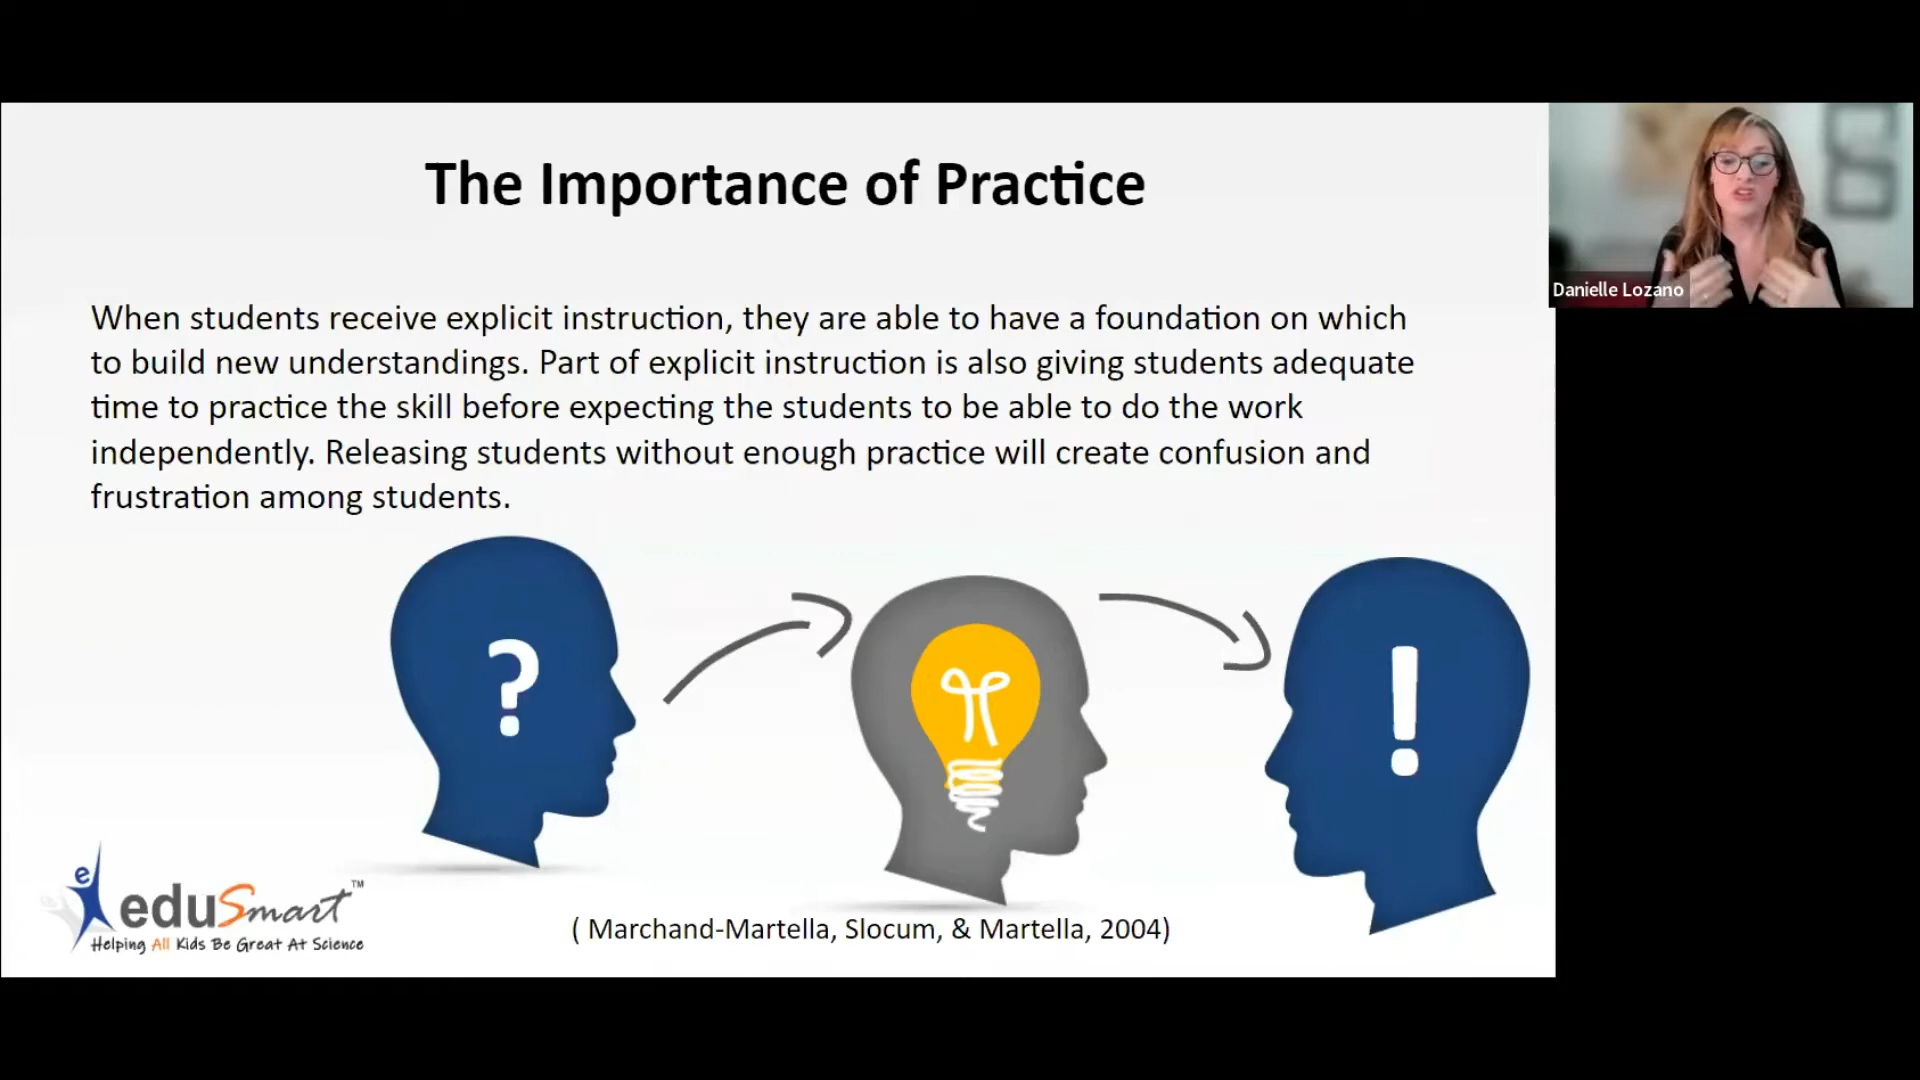 The Importance of Practice
Danielle Lozano
When students receive explicit instruction, they are able to have a foundation on which
to build new understandings. Part of explicit instruction is also giving students adequate
time to practice the skill before expecting the students to be able to do the work
independently. Releasing students without enough practice will create confusion and
frustration among students.
?
!
e
eduSmart™
Helping All Kids Be Great At Science
( Marchand-Martella, Slocum, & Martella, 2004)